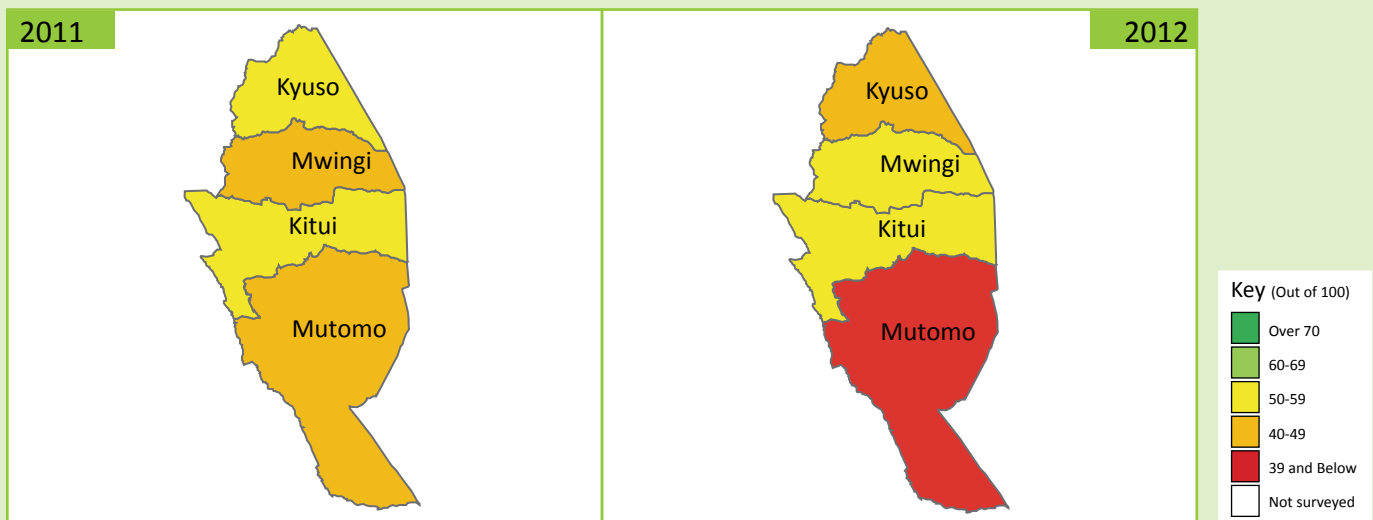 2011
Kyuso
Mwingi
Kitui
Mutomo
2012
Kyuso
Mwingi
Kitui
Mutomo
Key (Out of 100)
Over 70
60-69
50-59
40-49
39 and Below
Not surveyed